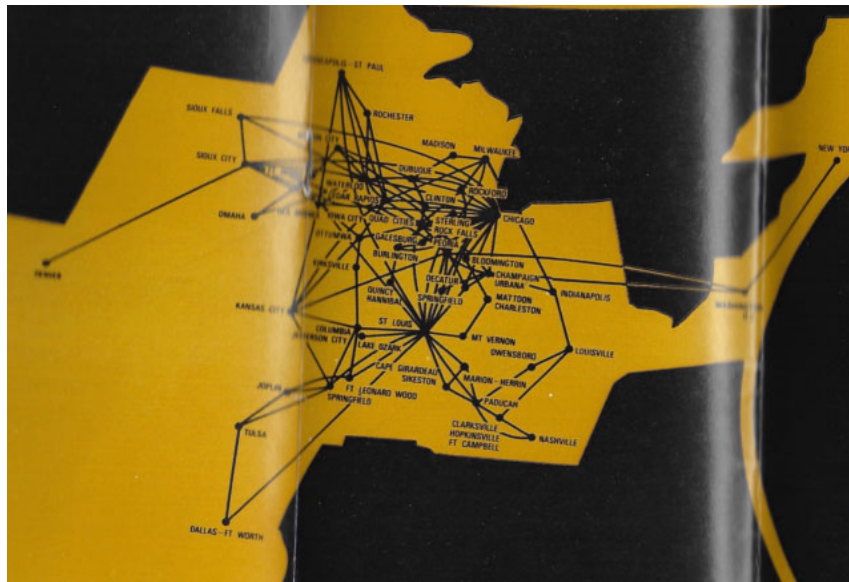 ST PAUL
SIOUX FALLS
ROCHESTER
MADISON
MILWAUKEE
NEW YORK
SIOUX CITY
DUBUQUE
WATERLOO
ROCKFORD
CEDAR RAPIDS
CLINTON
OMAHA
IOWA CITY
QUAD CITIES
STERLING
ROCK FALLS
CHICAGO
OTTUMWA
GALESBURG
PEORIA
BURLINGTON
BLOOMINGTON
DENVER
KIRKSVILLE
DECATUR
CHAMPAIGN
URBANA
QUINCY
HANNIBAL
SPRINGFIELD
INDIANAPOLIS
WASHINGTON
MATTOON
CHARLESTON
KANSAS CITY
ST LOUIS
COLUMBIA
JEFFERSON CITY
LAKE OZARK
MT VERNON
OWENSBORO
LOUISVILLE
CAPE GIRARDEAU
SIKESTON
MARION-HERRIN
JOPLIN
FT LEONARD WOOD
SPRINGFIELD
PADUCAH
TULSA
CLARKSVILLE
HOPKINSVILLE
FT CAMPBELL
NASHVILLE
DALLAS-FT WORTH